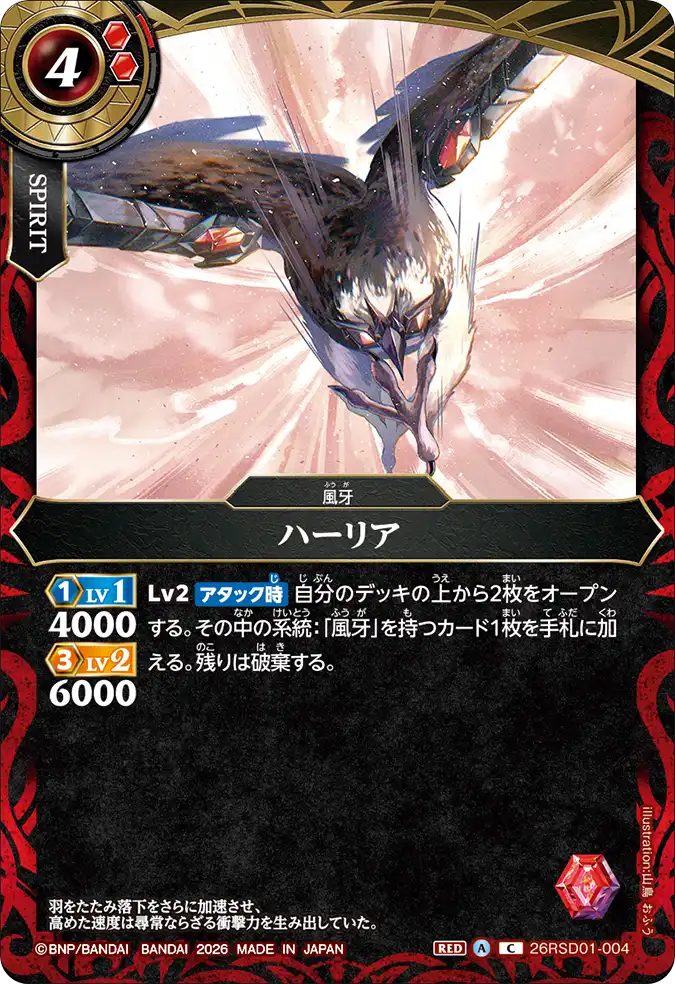 4
SPIRIT
ふうが
風牙
ハーリア
1 LV1
4000
3 LV2
6000
Lv2 アタック時 自分のデッキの上から2枚をオープン
する。その中の系統:「風牙」を持つカード1枚を手札に加
える。残りは破棄する。
羽をたたみ落下をさらに加速させ、
高めた速度は尋常ならざる衝撃力を生み出していた。
illustration:山鳥 おふう
©BNP/BANDAI BANDAI 2026 MADE IN JAPAN
RED A C 26RSD01-004